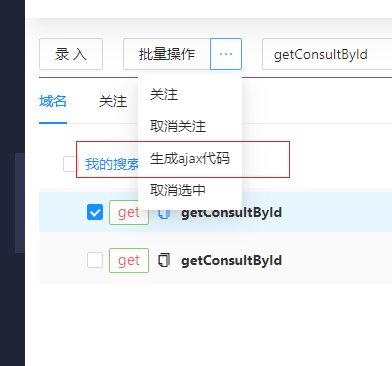 录 入
批量操作
···
getConsultById
域名
关注
关注
取消关注
我的搜索
生成ajax代码
取消选中
get
getConsultById
get
getConsultById